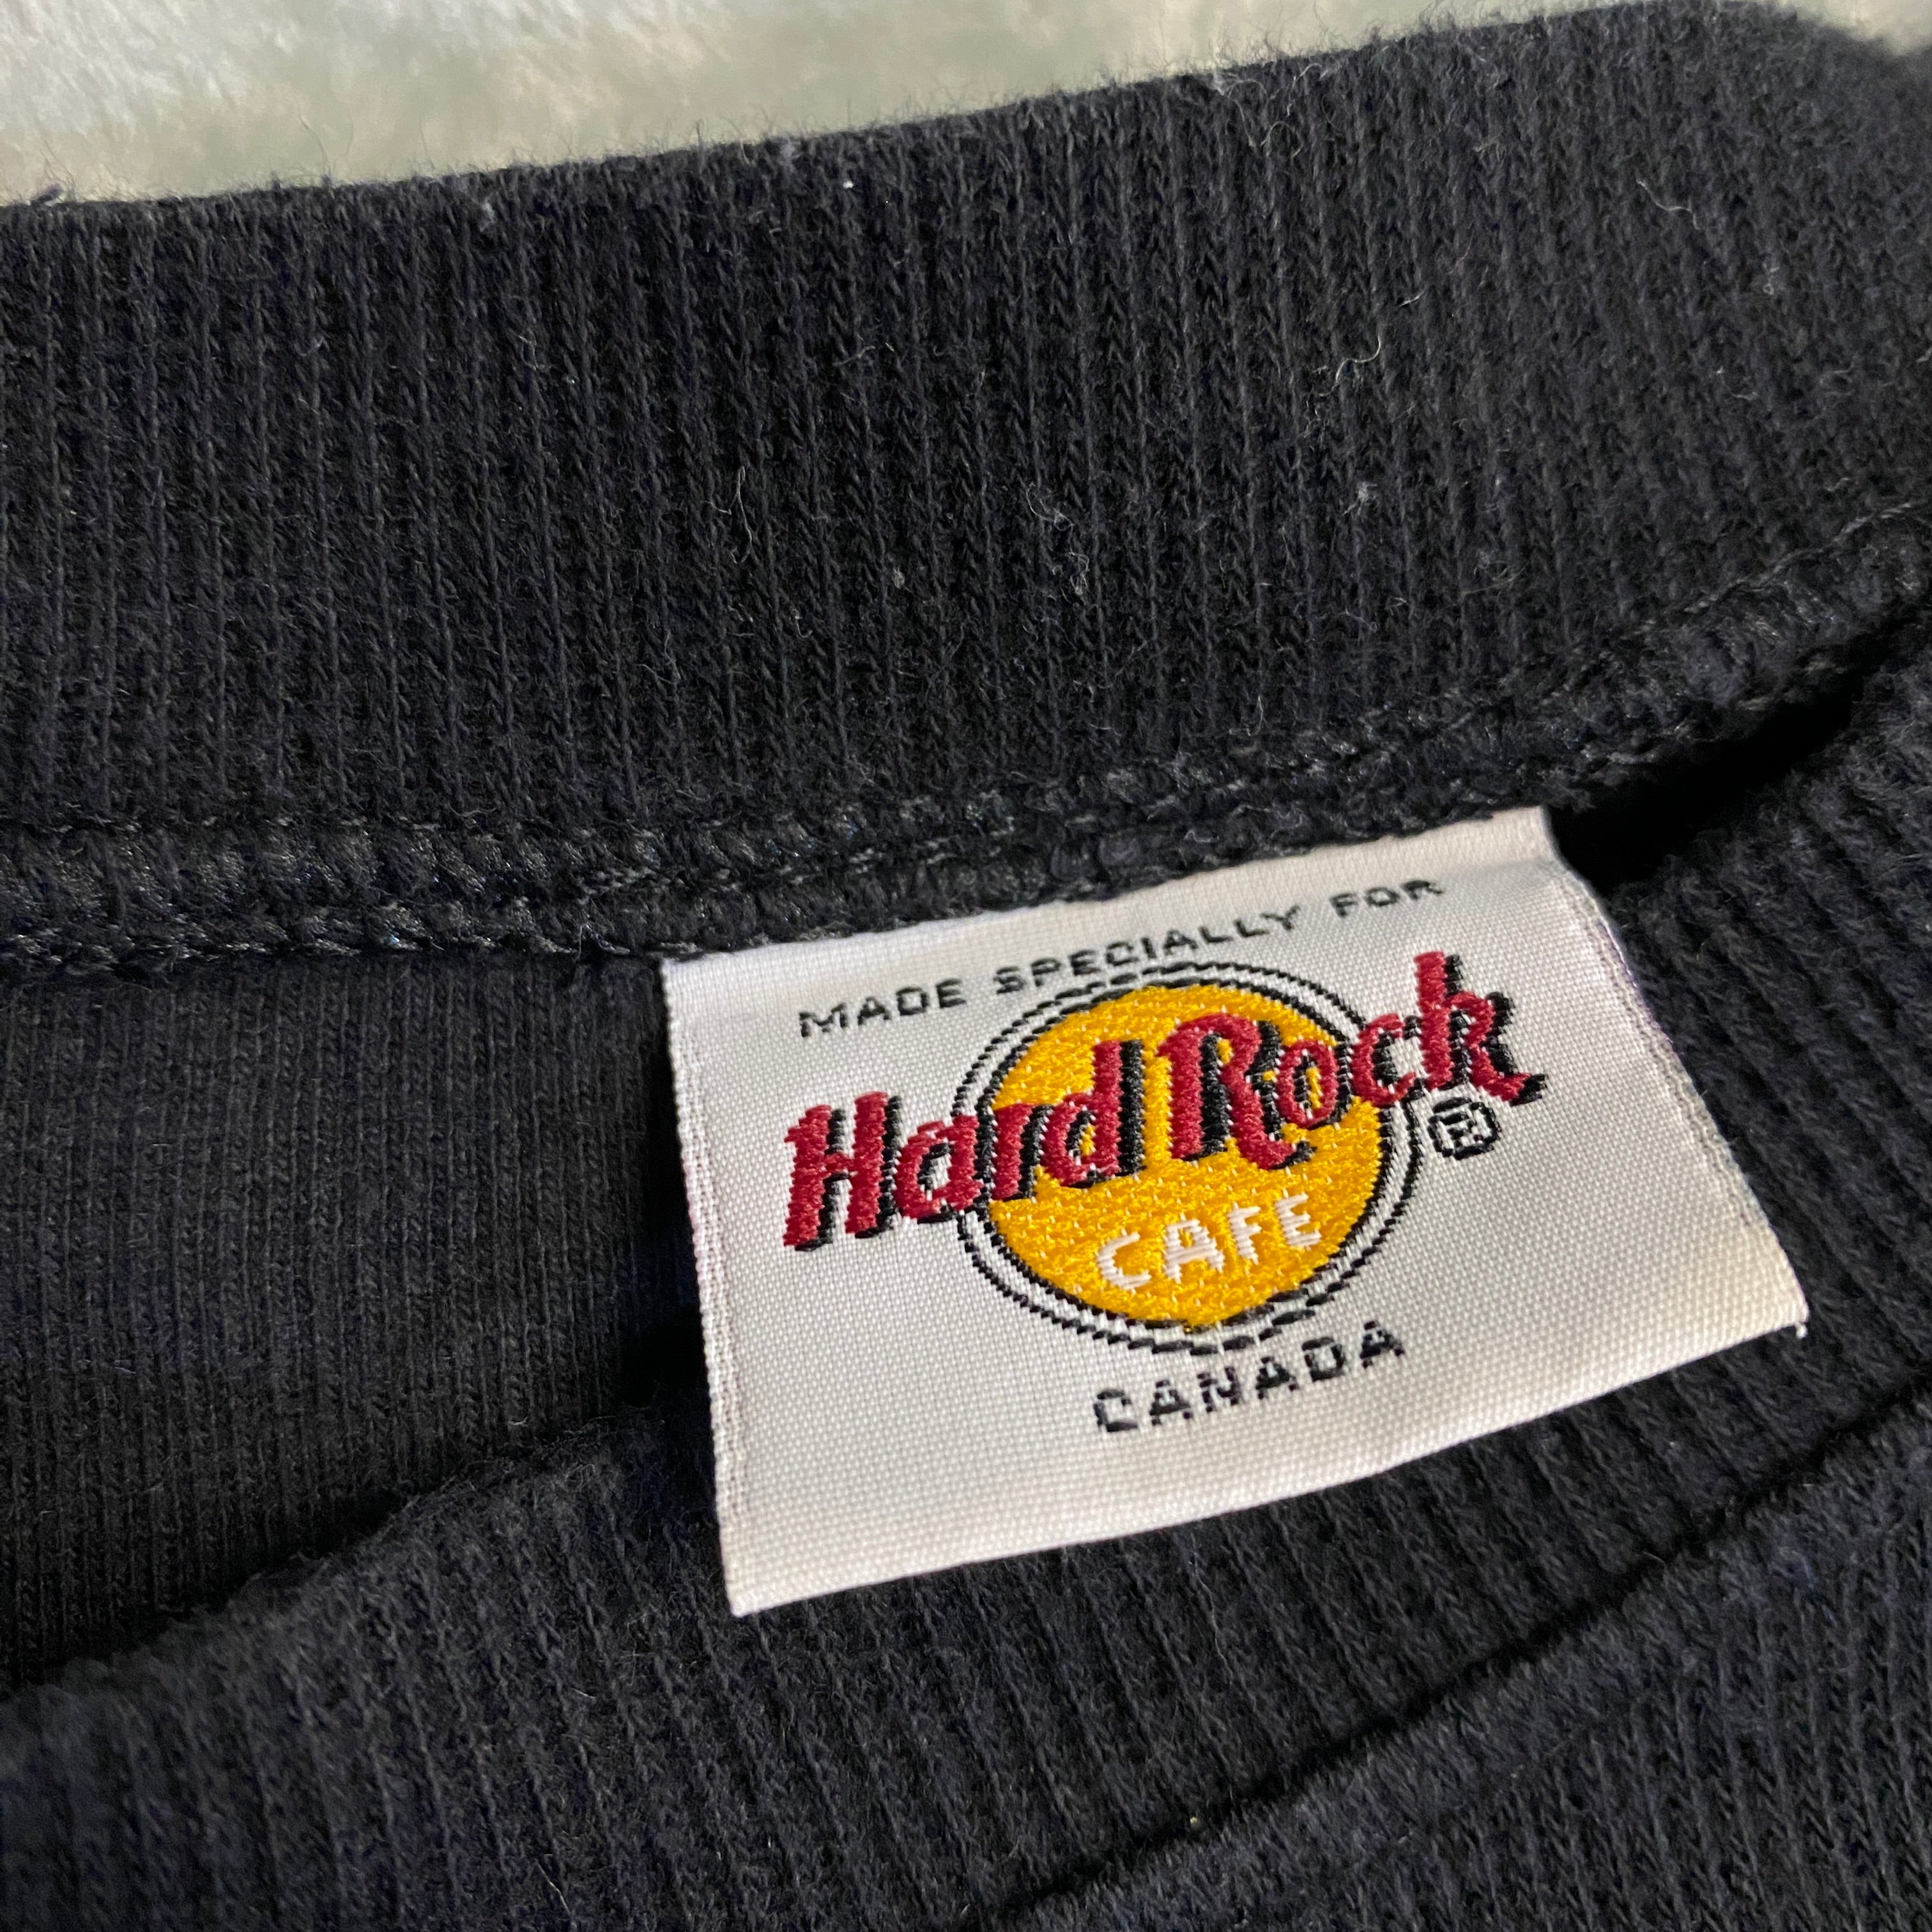 MADE SPECIALLY FOR
Hard Rock ®
CAFE
CANADA